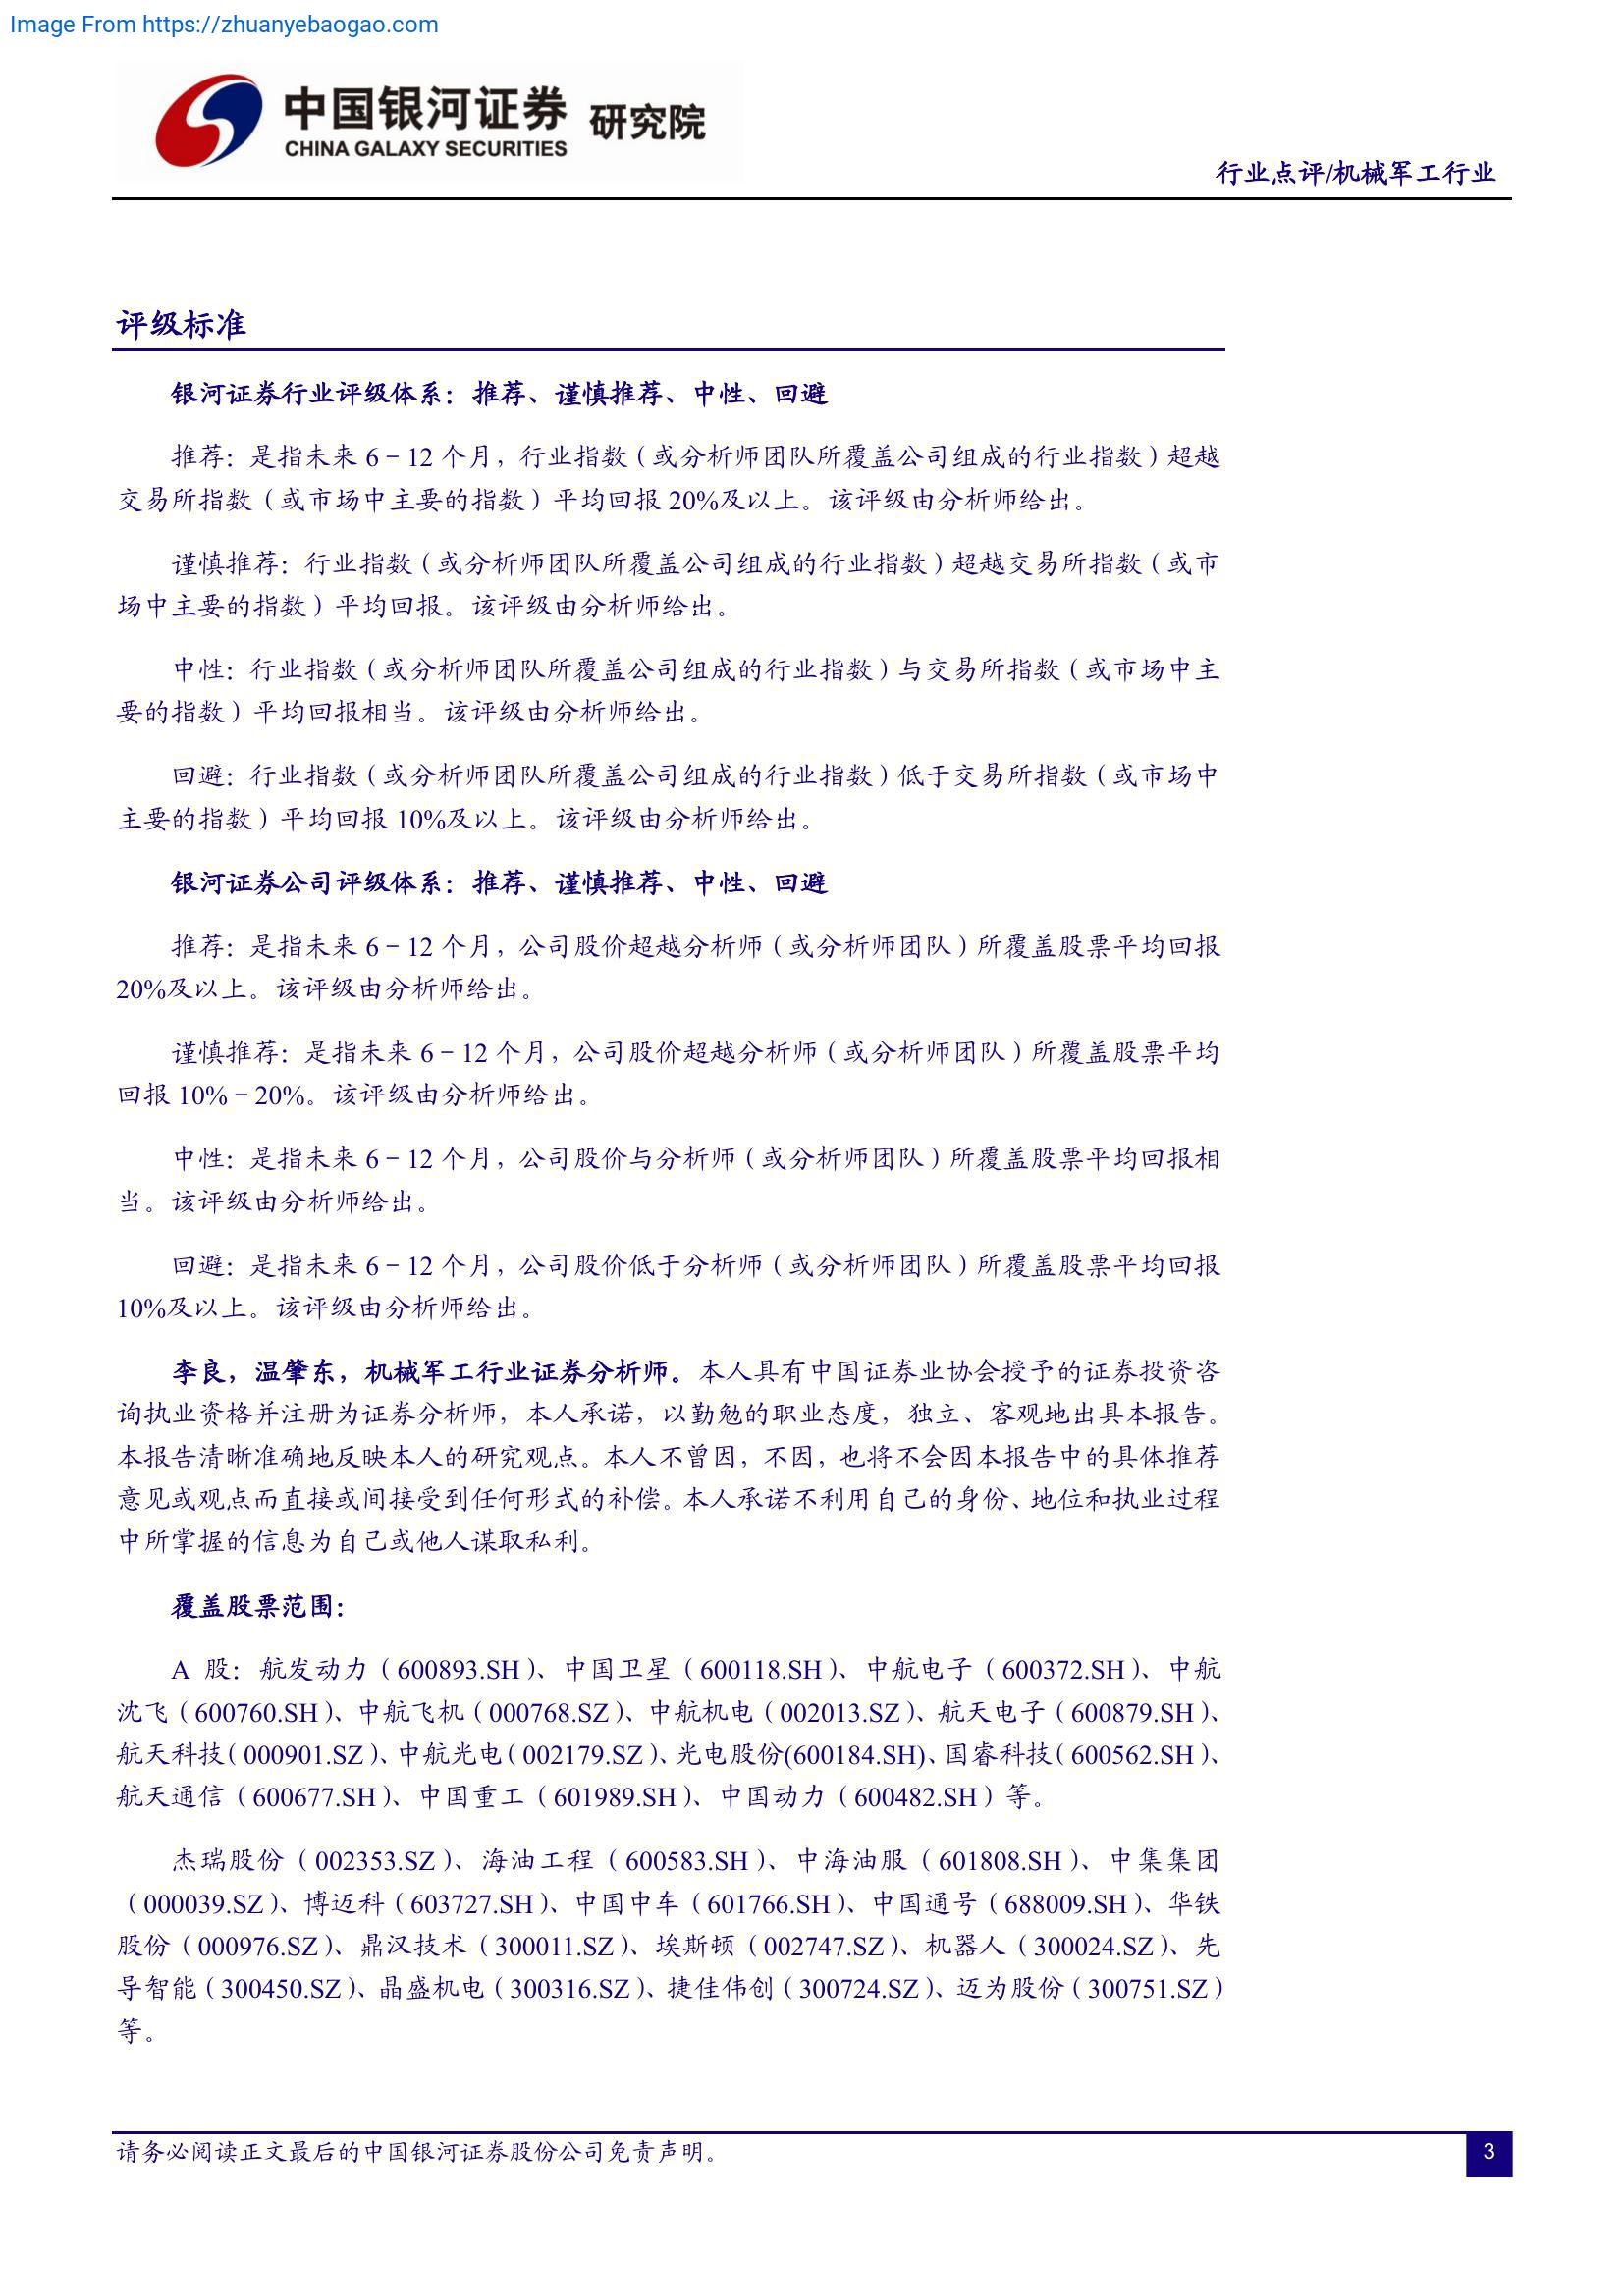 Image From https://zhuanyebaogao.com
中国银河证券 研究院
CHINA GALAXY SECURITIES
行业点评/机械军工行业
评级标准
银河证券行业评级体系：推荐、谨慎推荐、中性、回避
推荐：是指未来 6－12 个月，行业指数（或分析师团队所覆盖公司组成的行业指数）超越
交易所指数（或市场中主要的指数）平均回报 20%及以上。该评级由分析师给出。
谨慎推荐：行业指数（或分析师团队所覆盖公司组成的行业指数）超越交易所指数（或市
场中主要的指数）平均回报。该评级由分析师给出。
中性：行业指数（或分析师团队所覆盖公司组成的行业指数）与交易所指数（或市场中主
要的指数）平均回报相当。该评级由分析师给出。
回避：行业指数（或分析师团队所覆盖公司组成的行业指数）低于交易所指数（或市场中
主要的指数）平均回报 10%及以上。该评级由分析师给出。
银河证券公司评级体系：推荐、谨慎推荐、中性、回避
推荐：是指未来 6－12 个月，公司股价超越分析师（或分析师团队）所覆盖股票平均回报
20%及以上。该评级由分析师给出。
谨慎推荐：是指未来 6－12 个月，公司股价超越分析师（或分析师团队）所覆盖股票平均
回报 10%－20%。该评级由分析师给出。
中性：是指未来 6－12 个月，公司股价与分析师（或分析师团队）所覆盖股票平均回报相
当。该评级由分析师给出。
回避：是指未来 6－12 个月，公司股价低于分析师（或分析师团队）所覆盖股票平均回报
10%及以上。该评级由分析师给出。
李良，温肇东，机械军工行业证券分析师。本人具有中国证券业协会授予的证券投资咨
询执业资格并注册为证券分析师，本人承诺，以勤勉的职业态度，独立、客观地出具本报告。
本报告清晰准确地反映本人的研究观点。本人不曾因，不因，也将不会因本报告中的具体推荐
意见或观点而直接或间接受到任何形式的补偿。本人承诺不利用自己的身份、地位和执业过程
中所掌握的信息为自己或他人谋取私利。
覆盖股票范围：
A 股：航发动力（600893.SH）、中国卫星（600118.SH）、中航电子（600372.SH）、中航
沈飞（600760.SH）、中航飞机（000768.SZ）、中航机电（002013.SZ）、航天电子（600879.SH）、
航天科技（000901.SZ）、中航光电（002179.SZ）、光电股份(600184.SH)、国睿科技（600562.SH）、
航天通信（600677.SH）、中国重工（601989.SH）、中国动力（600482.SH）等。
杰瑞股份（002353.SZ）、海油工程（600583.SH）、中海油服（601808.SH）、中集集团
（000039.SZ）、博迈科（603727.SH）、中国中车（601766.SH）、中国通号（688009.SH）、华铁
股份（000976.SZ）、鼎汉技术（300011.SZ）、埃斯顿（002747.SZ）、机器人（300024.SZ）、先
导智能（300450.SZ）、晶盛机电（300316.SZ）、捷佳伟创（300724.SZ）、迈为股份（300751.SZ）
等。
请务必阅读正文最后的中国银河证券股份公司免责声明。
3